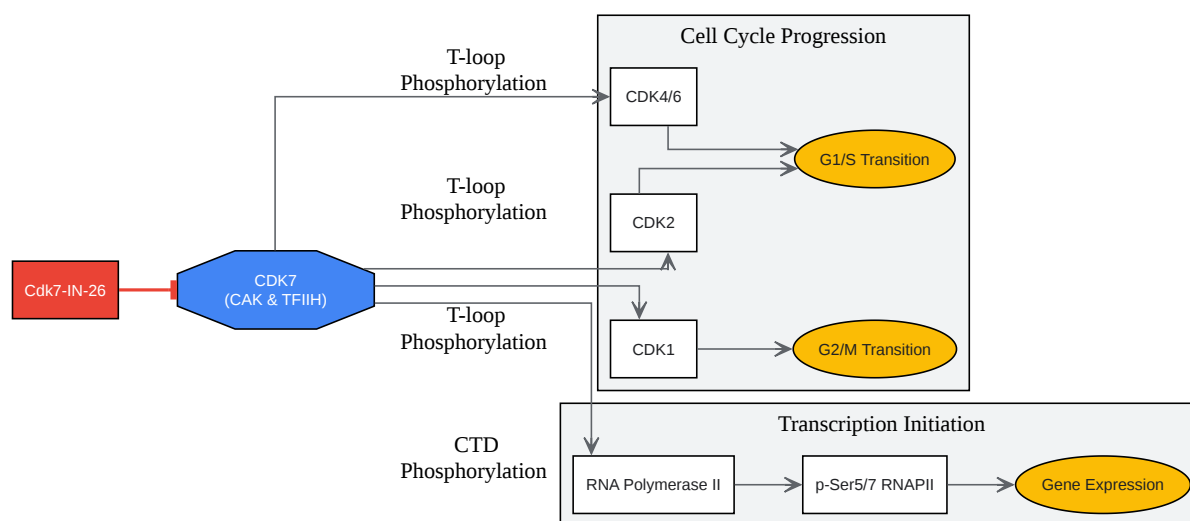 Cell Cycle Progression
T-loop
Phosphorylation
CDK4/6
G1/S Transition
T-loop
Phosphorylation
CDK2
Cdk7-IN-26
CDK7
(CAK & TFIIH)
T-loop
Phosphorylation
CDK1
G2/M Transition
Transcription Initiation
CTD
Phosphorylation
RNA Polymerase II
p-Ser5/7 RNAPII
Gene Expression